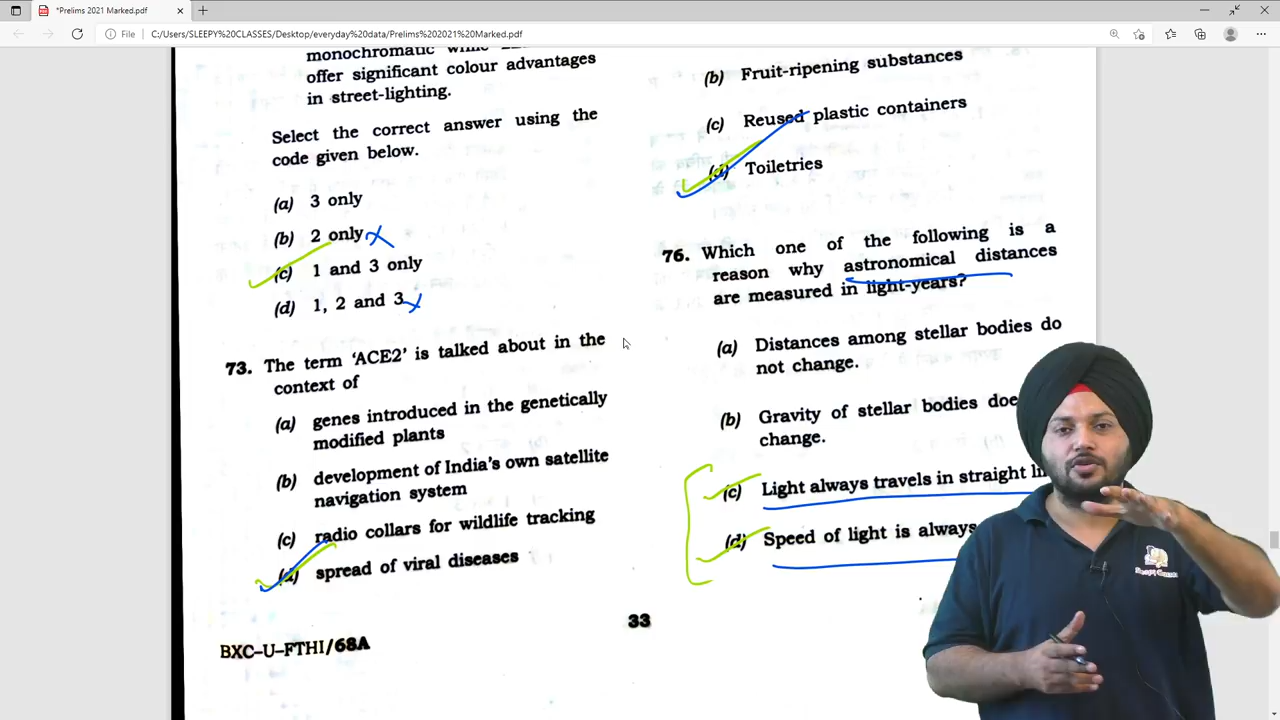 *Prelims 2021 Marked.pdf
File
C:/Users/SLEEPY%20CLASSES/Desktop/everyday%20data/Prelims%202021%20Marked.pdf
monochromatic while
offer significant colour advantages
in street-lighting.
Select the correct answer using the
code given below.
(a) 3 only
(b) 2 only
(c) 1 and 3 only
(d) 1, 2 and 3
73. The term ‘ACE2’ is talked about in the
context of
(a) genes introduced in the genetically
modified plants
(b) development of India’s own satellite
navigation system
(c) radio collars for wildlife tracking
(d) spread of viral diseases
BXC–U–FTHI/68A
33
(b) Fruit-ripening substances
(c) Reused plastic containers
(d) Toiletries
76. Which one of the following is a
reason why astronomical distances
are measured in light-years?
(a) Distances among stellar bodies do
not change.
(b) Gravity of stellar bodies doe
change.
(c) Light always travels in straight li
(d) Speed of light is always